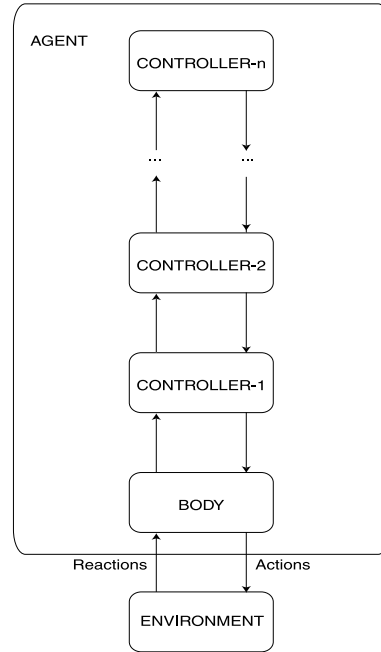 AGENT
CONTROLLER-n
... ...
CONTROLLER-2
CONTROLLER-1
BODY
Reactions Actions
ENVIRONMENT